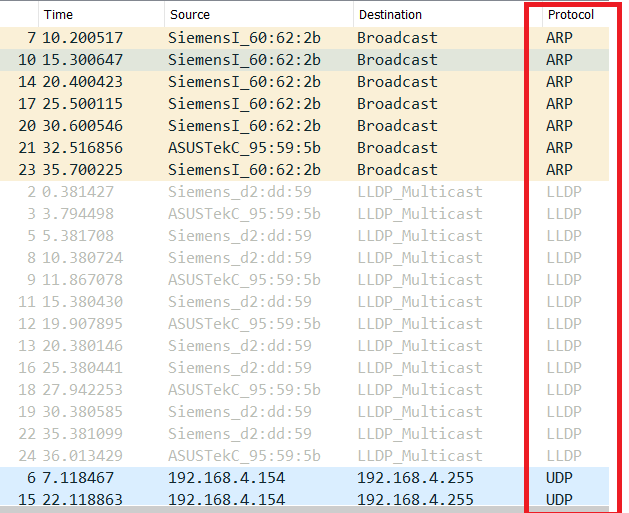 Time Source Destination Protocol
7 10.200517 SiemensI_60:62:2b Broadcast ARP
10 15.300647 SiemensI_60:62:2b Broadcast ARP
14 20.400423 SiemensI_60:62:2b Broadcast ARP
17 25.500115 SiemensI_60:62:2b Broadcast ARP
20 30.600546 SiemensI_60:62:2b Broadcast ARP
21 32.516856 ASUSTekC_95:59:5b Broadcast ARP
23 35.700225 SiemensI_60:62:2b Broadcast ARP
2 0.381427 Siemens_d2:dd:59 LLDP_Multicast LLDP
3 3.794498 ASUSTekC_95:59:5b LLDP_Multicast LLDP
5 5.381708 Siemens_d2:dd:59 LLDP_Multicast LLDP
8 10.380724 Siemens_d2:dd:59 LLDP_Multicast LLDP
9 11.867078 ASUSTekC_95:59:5b LLDP_Multicast LLDP
11 15.380430 Siemens_d2:dd:59 LLDP_Multicast LLDP
12 19.907895 ASUSTekC_95:59:5b LLDP_Multicast LLDP
13 20.380146 Siemens_d2:dd:59 LLDP_Multicast LLDP
16 25.380441 Siemens_d2:dd:59 LLDP_Multicast LLDP
18 27.942253 ASUSTekC_95:59:5b LLDP_Multicast LLDP
19 30.380585 Siemens_d2:dd:59 LLDP_Multicast LLDP
22 35.381099 Siemens_d2:dd:59 LLDP_Multicast LLDP
24 36.013429 ASUSTekC_95:59:5b LLDP_Multicast LLDP
6 7.118467 192.168.4.154 192.168.4.255 UDP
15 22.118863 192.168.4.154 192.168.4.255 UDP